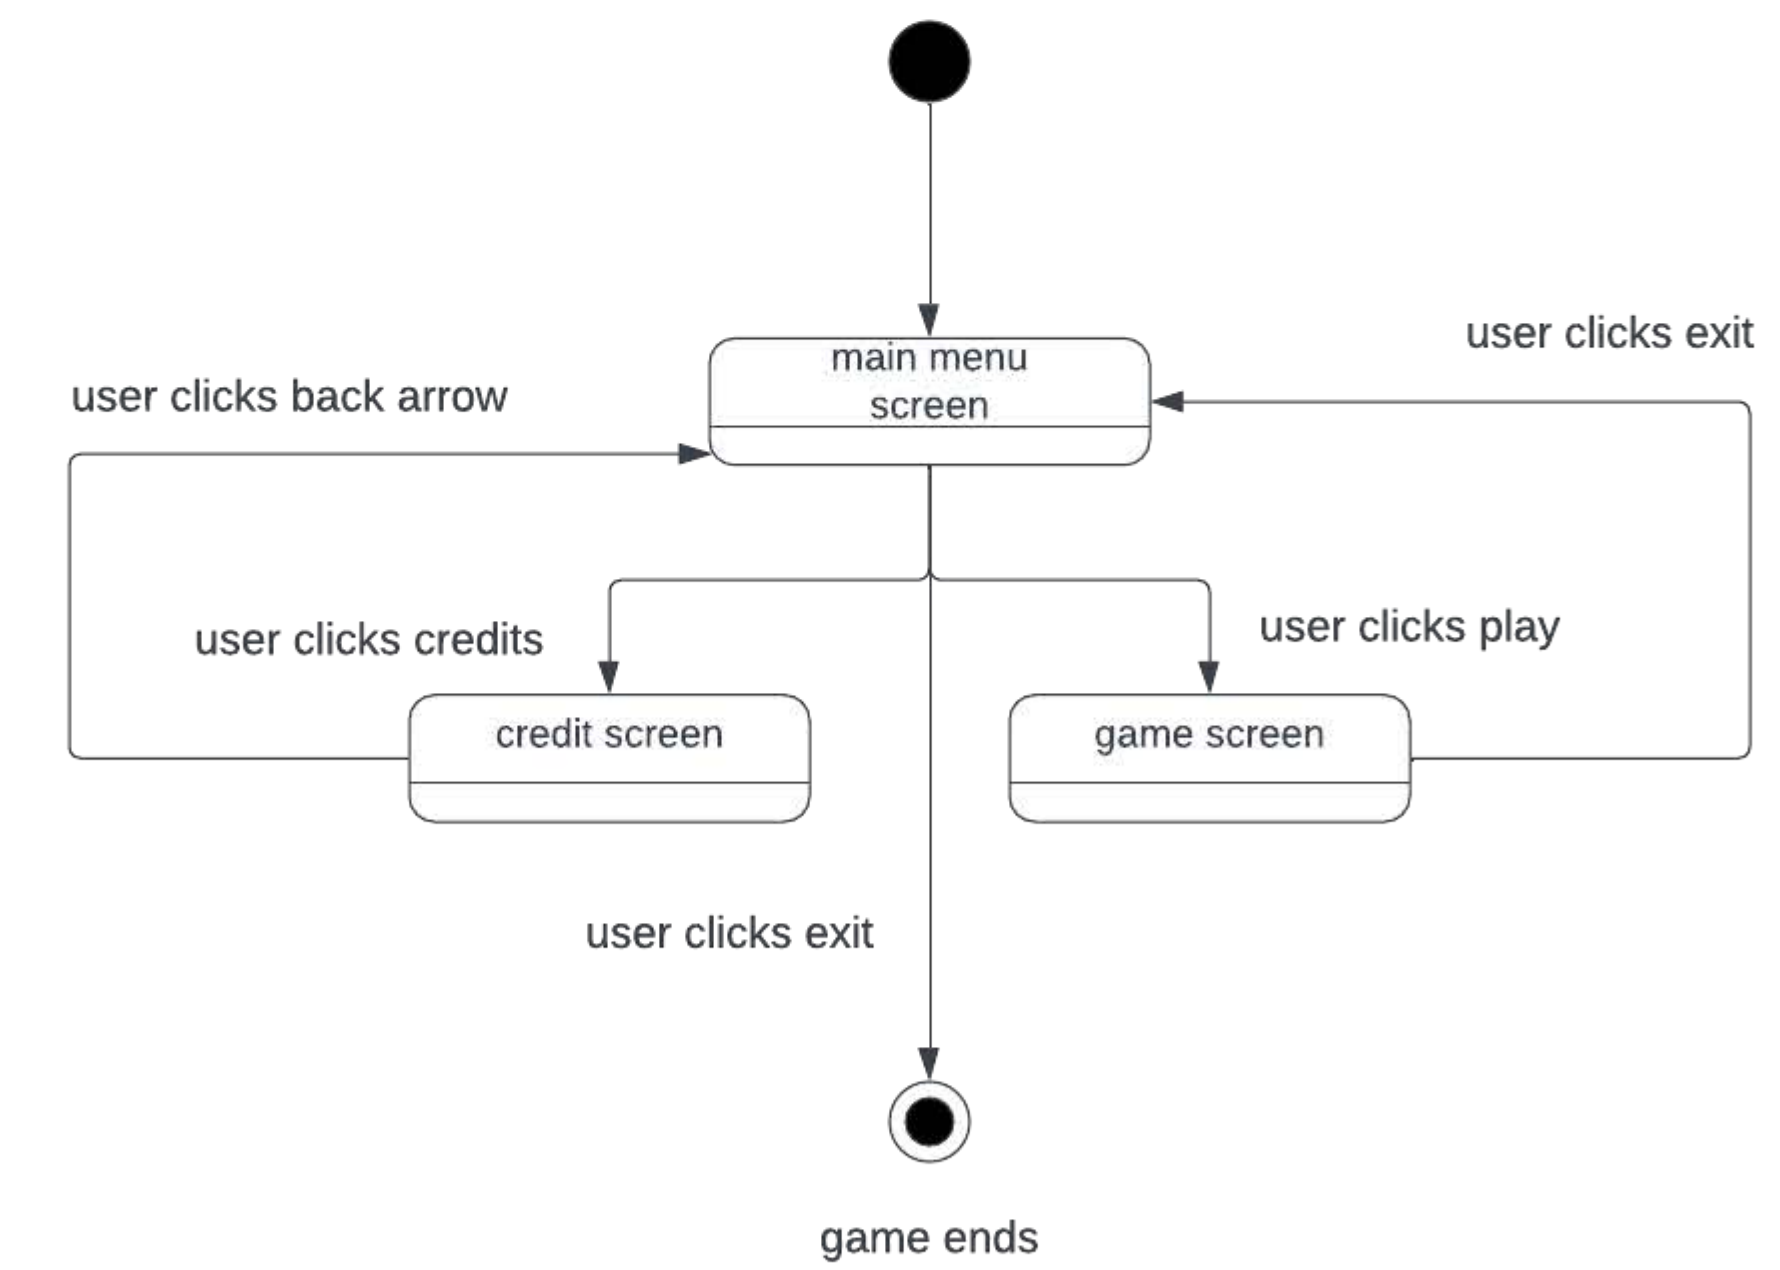 user clicks exit
main menu
screen
user clicks back arrow
user clicks credits
user clicks play
credit screen
game screen
user clicks exit
game ends